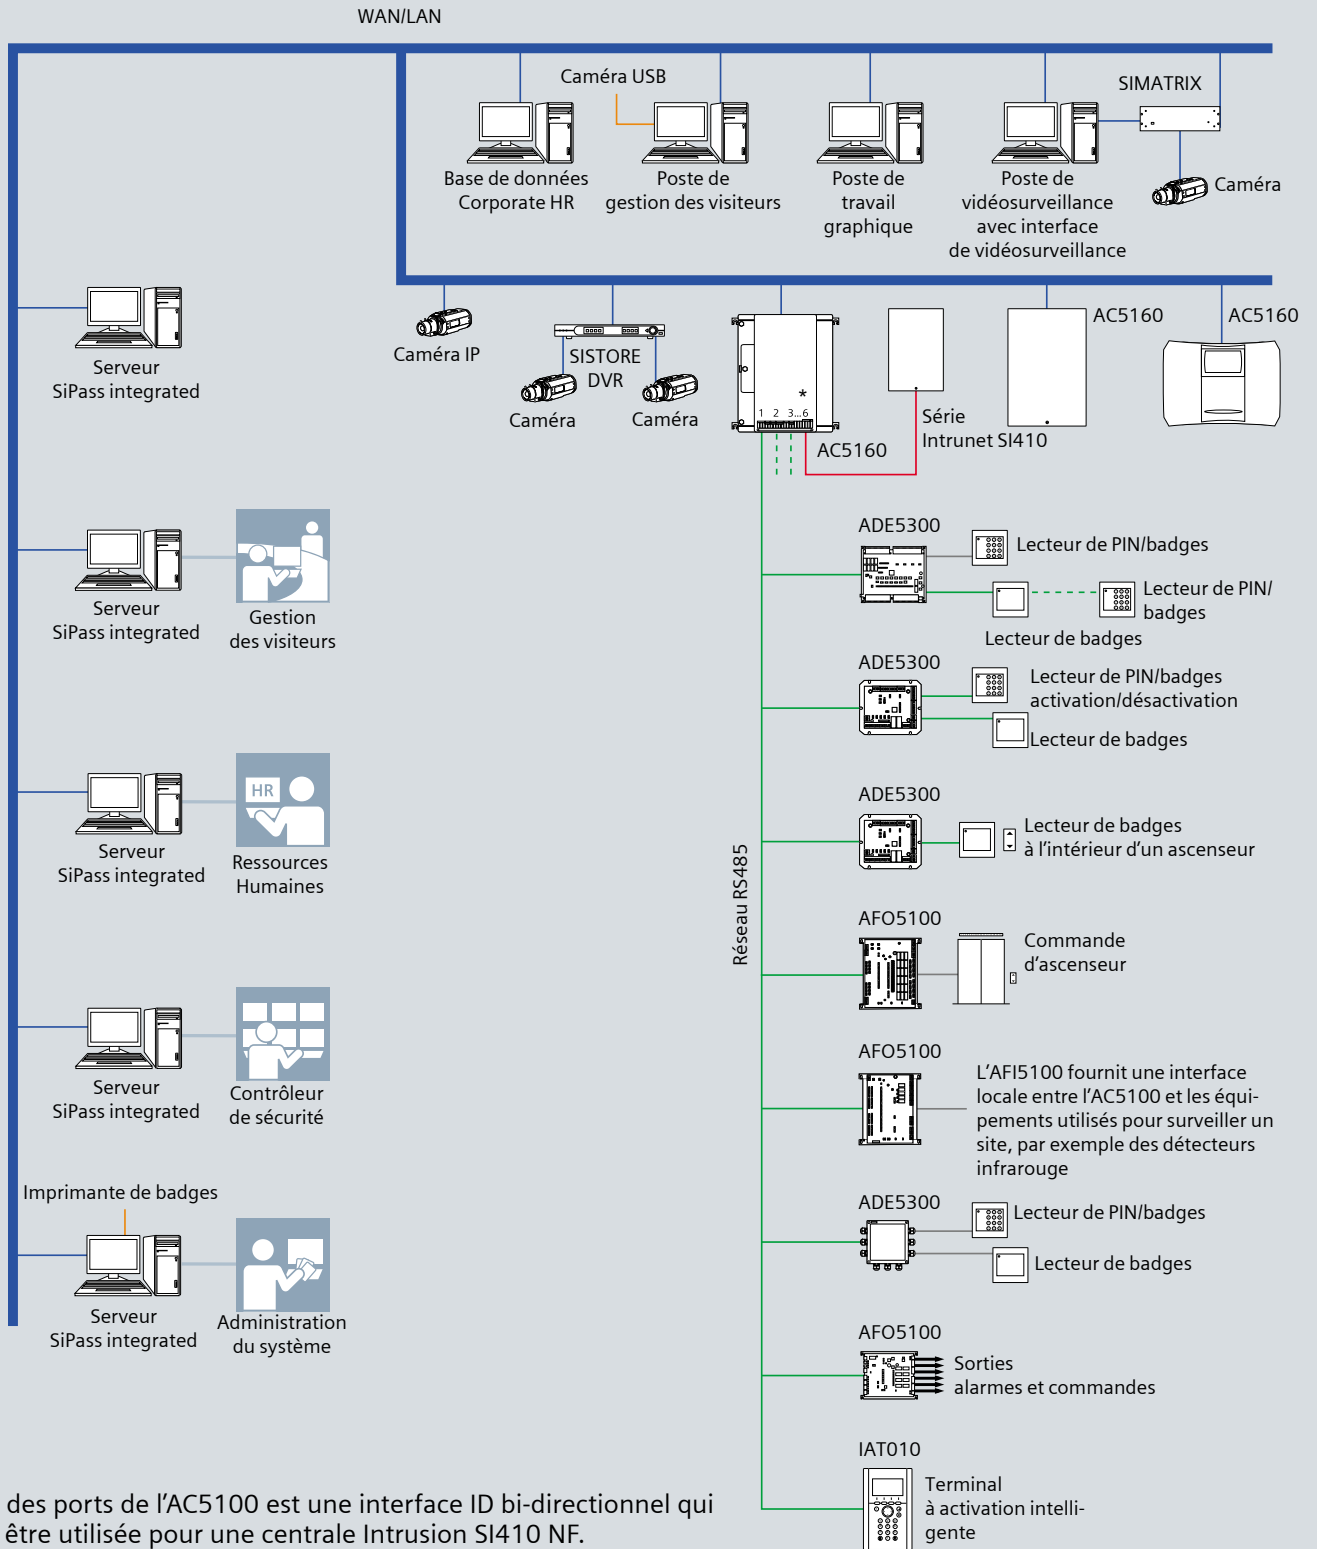 WAN/LAN
Caméra USB
SIMATRIX
Base de données
Corporate HR
Poste de
gestion des visiteurs
Poste de
travail
graphique
Poste de
vidéosurveillance
avec interface
de vidéosurveillance
Caméra
Serveur
SiPass integrated
Caméra IP
SISTORE
DVR
Caméra
Caméra
*
1 2 3...6
AC5160
Série
Intrunet SI410
AC5160
AC5160
ADE5300
Lecteur de PIN/badges
Lecteur de PIN/
badges
Lecteur de badges
Serveur
SiPass integrated
Gestion
des visiteurs
ADE5300
Lecteur de PIN/badges
activation/désactivation
Lecteur de badges
ADE5300
Lecteur de badges
à l'intérieur d'un ascenseur
HR
Serveur
SiPass integrated
Ressources
Humaines
Réseau RS485
AFO5100
Commande
d'ascenseur
AFO5100
L'AFI5100 fournit une interface
locale entre l'AC5100 et les équi-
pements utilisés pour surveiller un
site, par exemple des détecteurs
infrarouge
Serveur
SiPass integrated
Contrôleur
de sécurité
ADE5300
Lecteur de PIN/badges
Lecteur de badges
Imprimante de badges
Serveur
SiPass integrated
Administration
du système
AFO5100
Sorties
alarmes et commandes
IAT010
Terminal
à activation intelli-
gente
des ports de l'AC5100 est une interface ID bi-directionnel qui
être utilisée pour une centrale Intrusion SI410 NF.